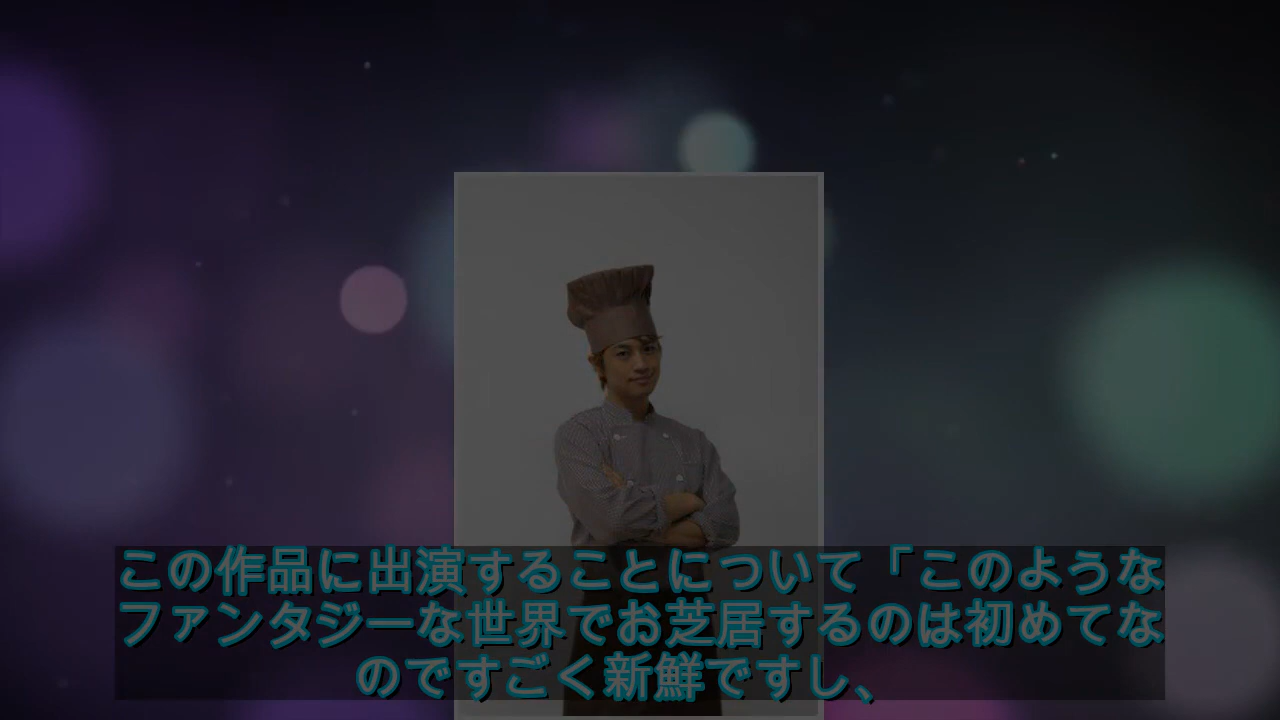 この作品に出演することについて「このような
ファンタジーな世界でお芝居するのは初めてな
のですごく新鮮ですし、